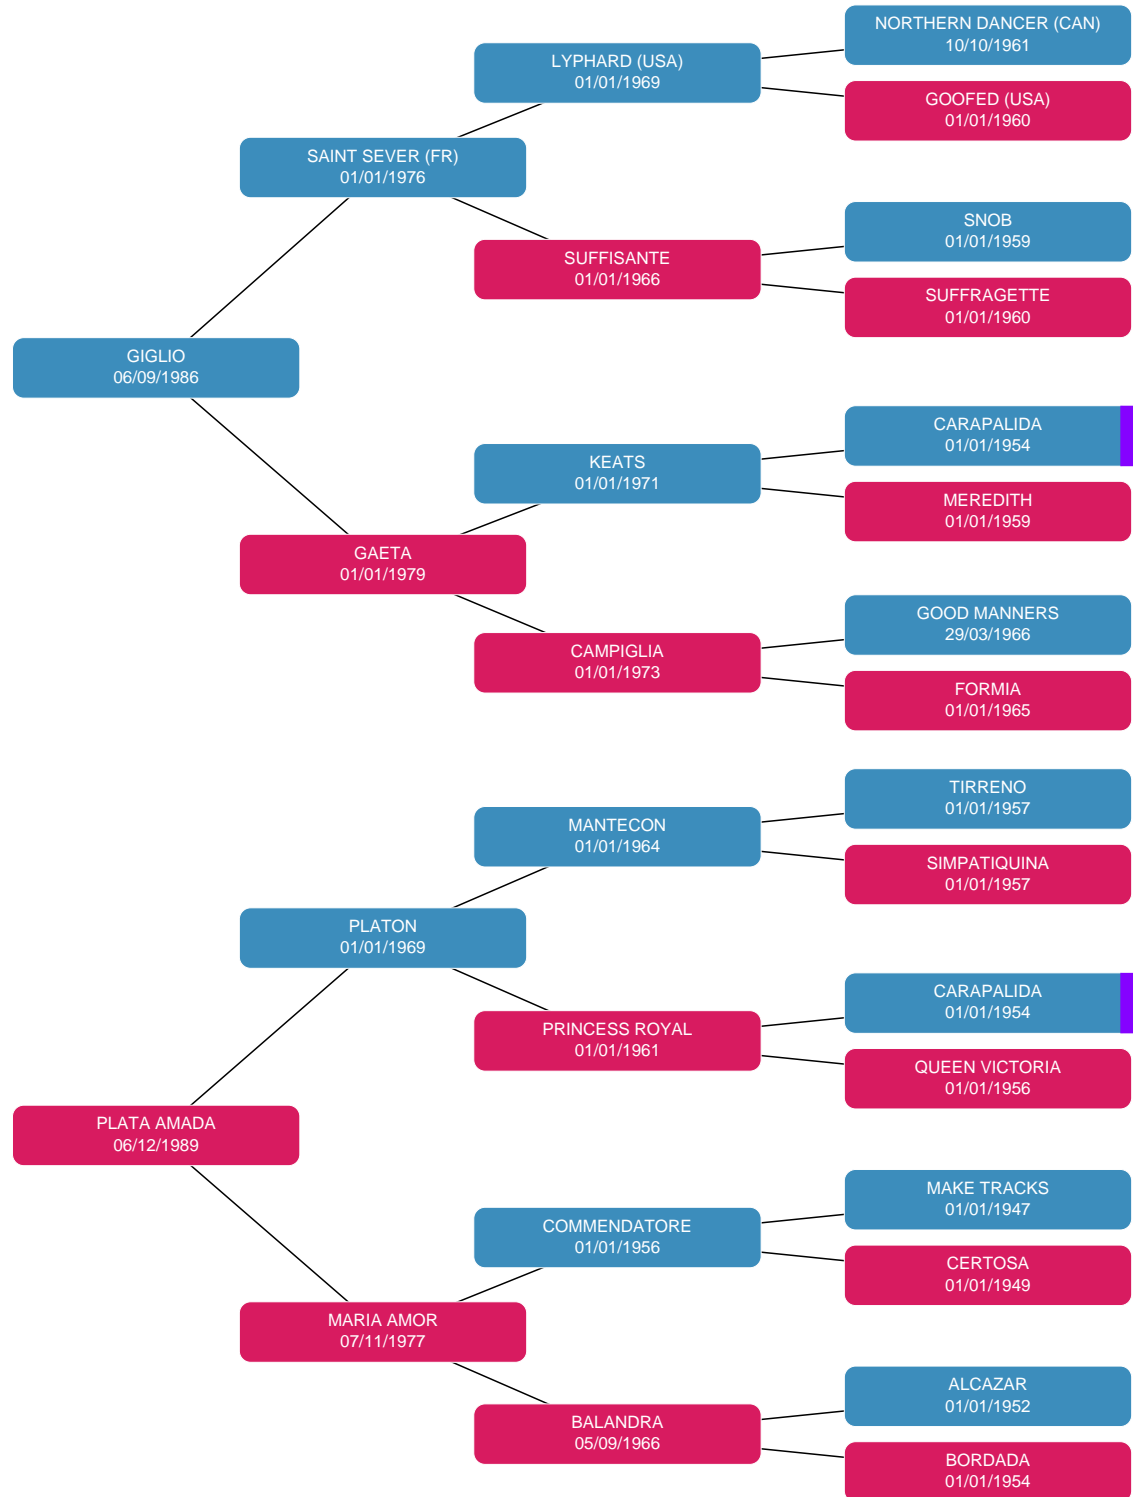 NORTHERN DANCER (CAN)
10/10/1961
LYPHARD (USA)
01/01/1969
GOOFED (USA)
01/01/1960
SAINT SEVER (FR)
01/01/1976
SNOB
01/01/1959
SUFFISANTE
01/01/1966
SUFFRAGETTE
01/01/1960
GIGLIO
06/09/1986
CARAPALIDA
01/01/1954
KEATS
01/01/1971
MEREDITH
01/01/1959
GAETA
01/01/1979
GOOD MANNERS
29/03/1966
CAMPIGLIA
01/01/1973
FORMIA
01/01/1965
TIRRENO
01/01/1957
MANTECON
01/01/1964
SIMPATIQUINA
01/01/1957
PLATON
01/01/1969
CARAPALIDA
01/01/1954
PRINCESS ROYAL
01/01/1961
QUEEN VICTORIA
01/01/1956
PLATA AMADA
06/12/1989
MAKE TRACKS
01/01/1947
COMMENDATORE
01/01/1956
CERTOSA
01/01/1949
MARIA AMOR
07/11/1977
ALCAZAR
01/01/1952
BALANDRA
05/09/1966
BORDADA
01/01/1954